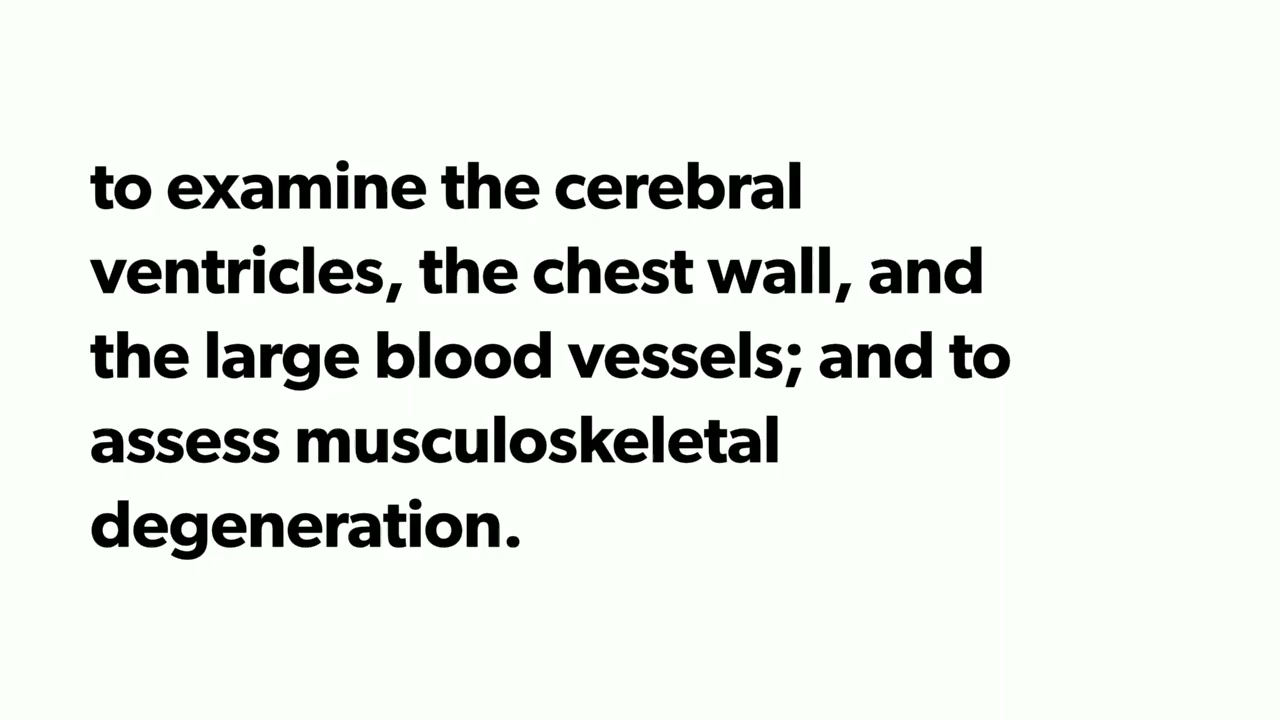 to examine the cerebral
ventricles, the chest wall, and
the large blood vessels; and to
assess musculoskeletal
degeneration.